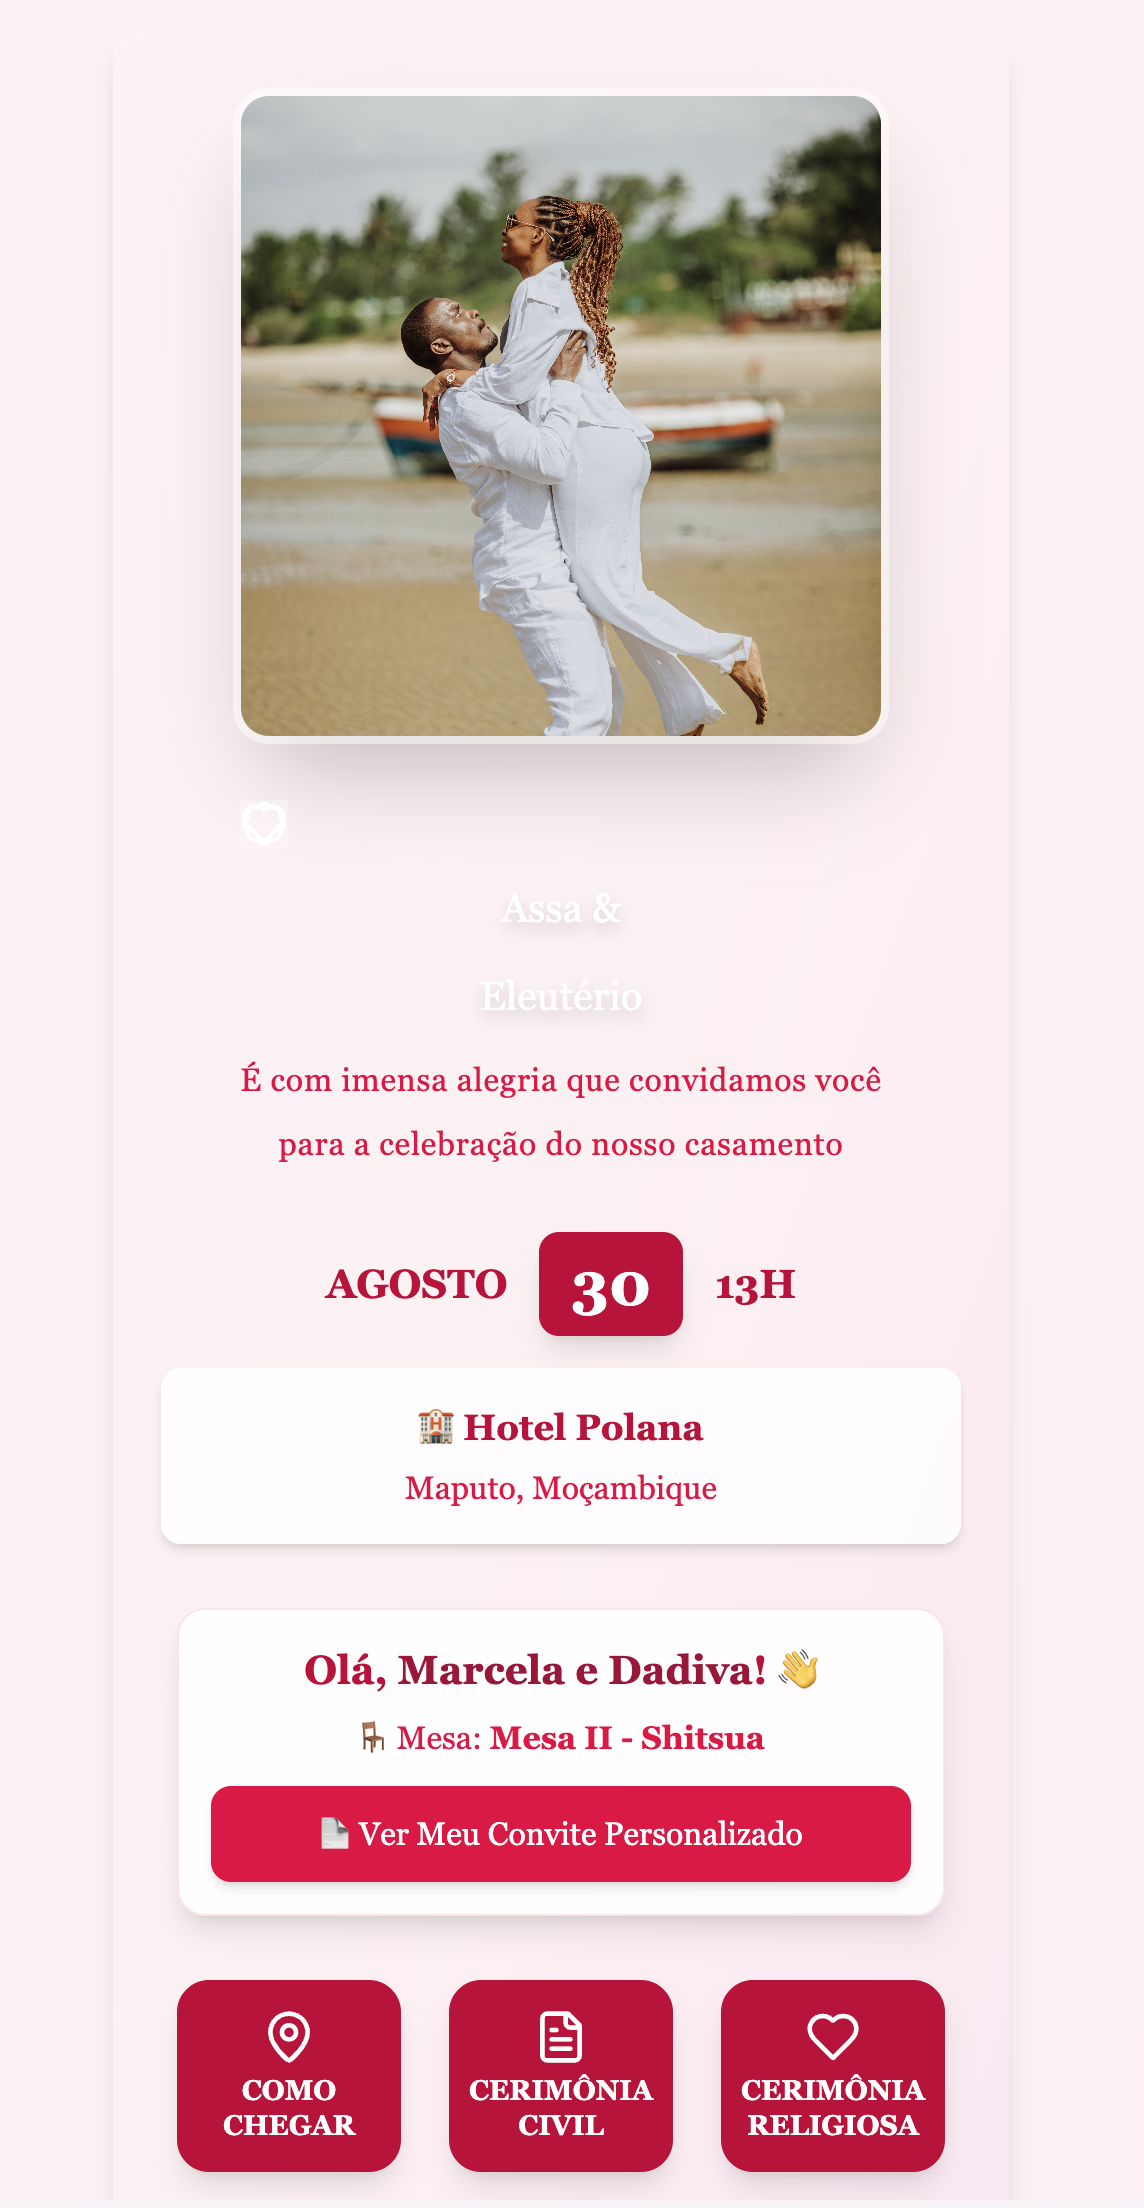 Assa &
Eleutério
É com imensa alegria que convidamos você
para a celebração do nosso casamento
AGOSTO 30 13H
🏨 Hotel Polana
Maputo, Moçambique
Olá, Marcela e Dadiva! 👋
🪑 Mesa: Mesa II - Shitsua
📄 Ver Meu Convite Personalizado
COMO
CHEGAR
CERIMÔNIA
CIVIL
CERIMÔNIA
RELIGIOSA